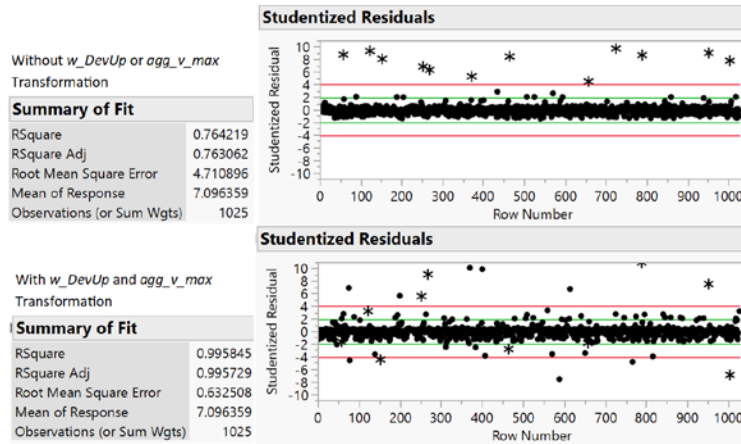 Studentized Residuals
Without w_DevUp or agg_v_max
Transformation
Summary of Fit
RSquare 0.764219
RSquare Adj 0.763062
Root Mean Square Error 4.710896
Mean of Response 7.096359
Observations (or Sum Wgts) 1025
Studentized Residual
10
8
6
4
2
0
-2
-4
-6
-8
-10
0 100 200 300 400 500 600 700 800 900 1000
Row Number
Studentized Residuals
With w_DevUp and agg_v_max
Transformation
Summary of Fit
RSquare 0.995845
RSquare Adj 0.995729
Root Mean Square Error 0.632508
Mean of Response 7.096359
Observations (or Sum Wgts) 1025
Studentized Residual
10
8
6
4
2
0
-2
-4
-6
-8
-10
0 100 200 300 400 500 600 700 800 900 1000
Row Number